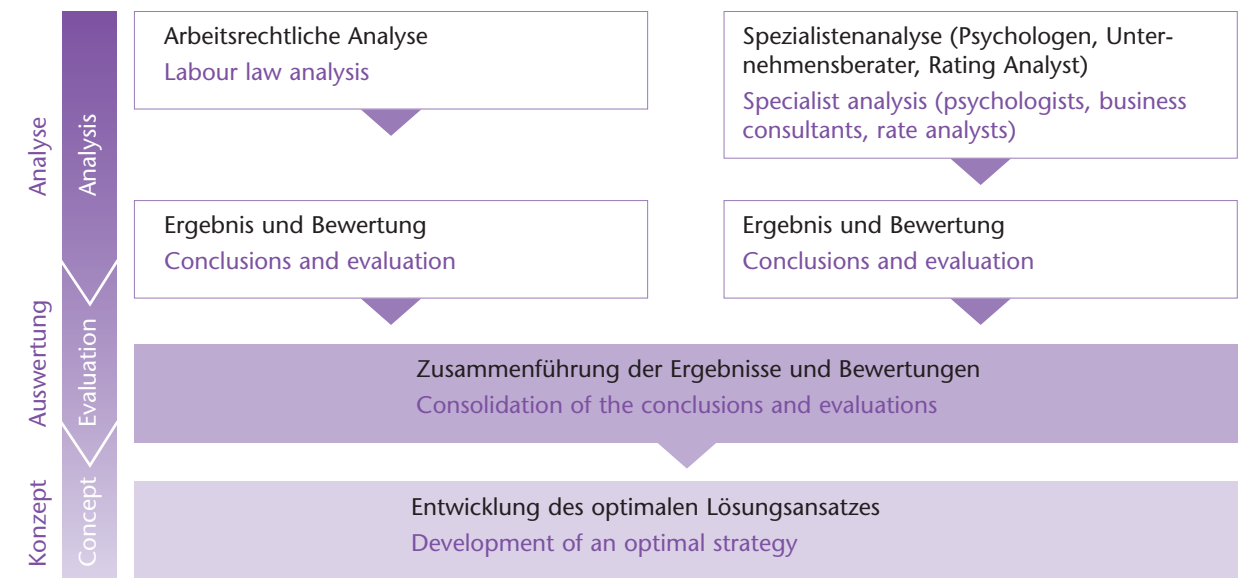 Analyse
Analysis
Arbeitsrechtliche Analyse
Labour law analysis
Spezialistenanalyse (Psychologen, Unter-
nehmensberater, Rating Analyst)
Specialist analysis (psychologists, business
consultants, rate analysts)
Ergebnis und Bewertung
Conclusions and evaluation
Ergebnis und Bewertung
Conclusions and evaluation
Auswertung
Evaluation
Zusammenführung der Ergebnisse und Bewertungen
Consolidation of the conclusions and evaluations
Konzept
Concept
Entwicklung des optimalen Lösungsansatzes
Development of an optimal strategy